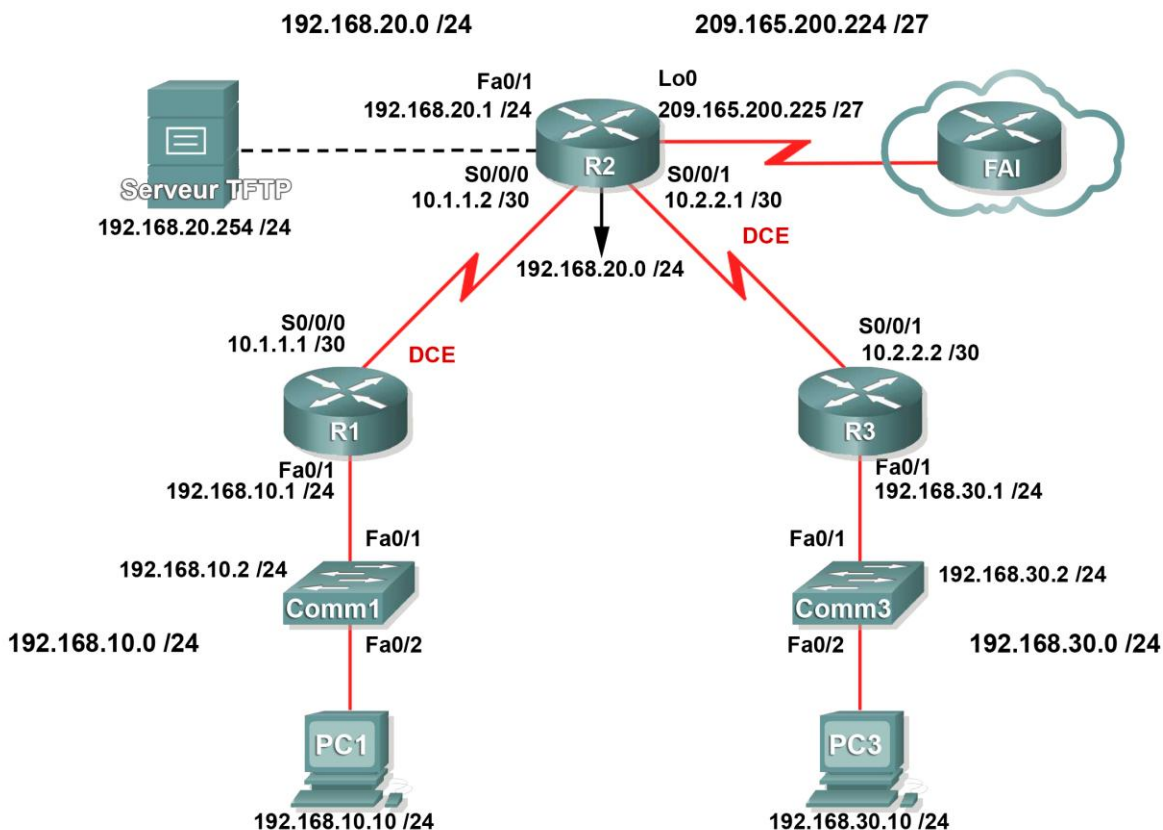 192.168.20.0 /24
209.165.200.224 /27
Fa0/1
192.168.20.1 /24
Lo0
209.165.200.225 /27
R2
FAI
Serveur TFTP
192.168.20.254 /24
S0/0/0
10.1.1.2 /30
S0/0/1
10.2.2.1 /30
DCE
192.168.20.0 /24
S0/0/0
10.1.1.1 /30
DCE
S0/0/1
10.2.2.2 /30
R1
R3
Fa0/1
192.168.10.1 /24
Fa0/1
192.168.30.1 /24
Fa0/1
192.168.10.2 /24
Fa0/1
192.168.30.2 /24
Comm1
Comm3
192.168.10.0 /24
Fa0/2
Fa0/2
192.168.30.0 /24
PC1
PC3
192.168.10.10 /24
192.168.30.10 /24